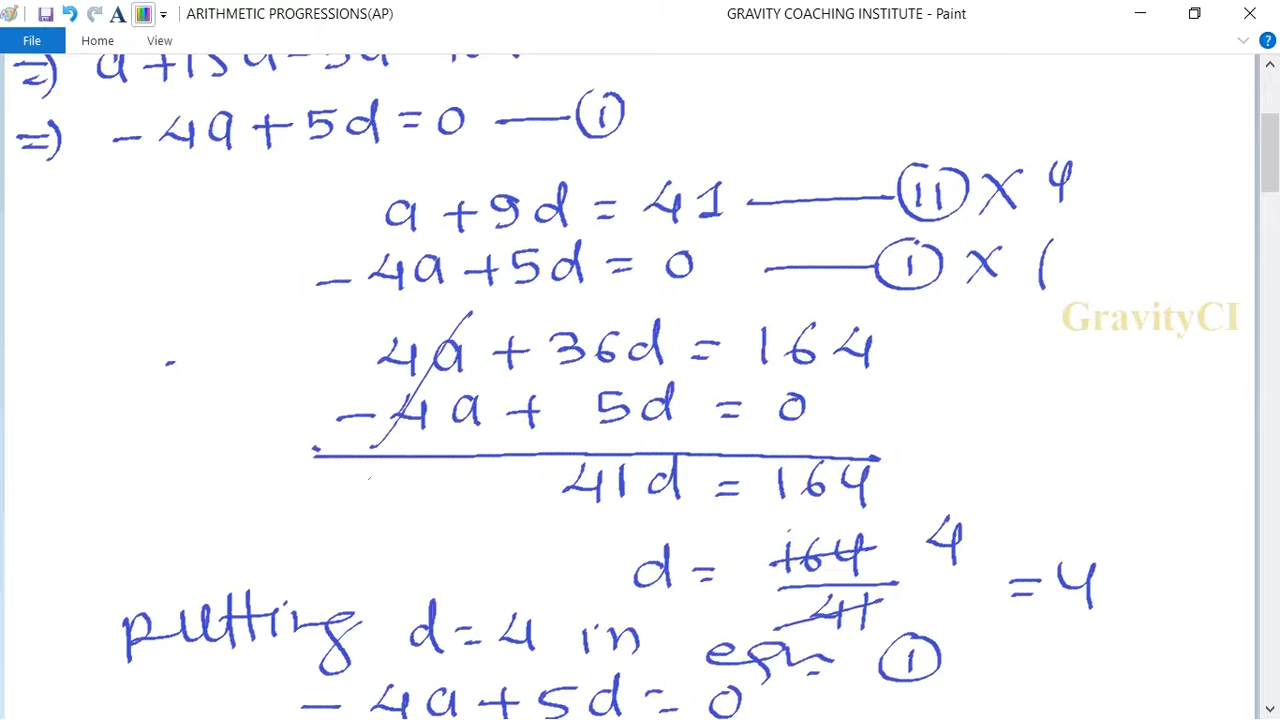 ARITHMETIC PROGRESSIONS(AP)
GRAVITY COACHING INSTITUTE - Paint
File Home View
=> - 4a + 5d = 0 — (i)
a + 9d = 41 — (ii) × 4
- 4a + 5d = 0 — (i) × (
GravityCI
4a + 36d = 164
- 4a + 5d = 0
41d = 164
d = 164/41 4 = 4
putting d = 4 in eqn. (i)
- 4a + 5d = 0